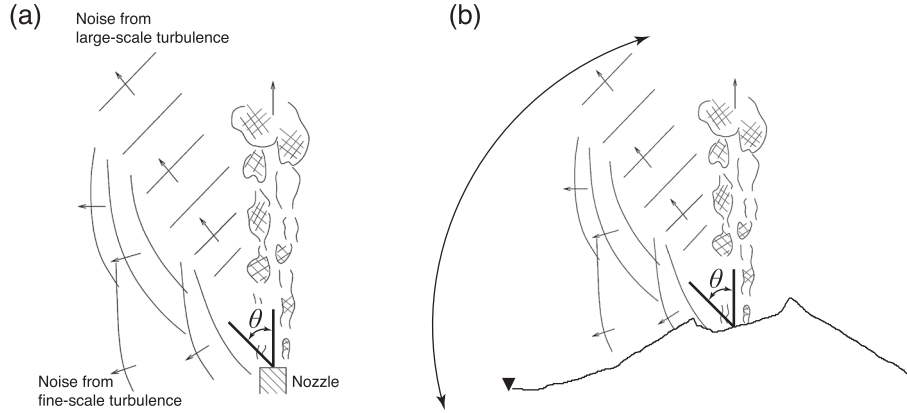 (a)
Noise from
large-scale turbulence
θ
Nozzle
Noise from
fine-scale turbulence
(b)
θ